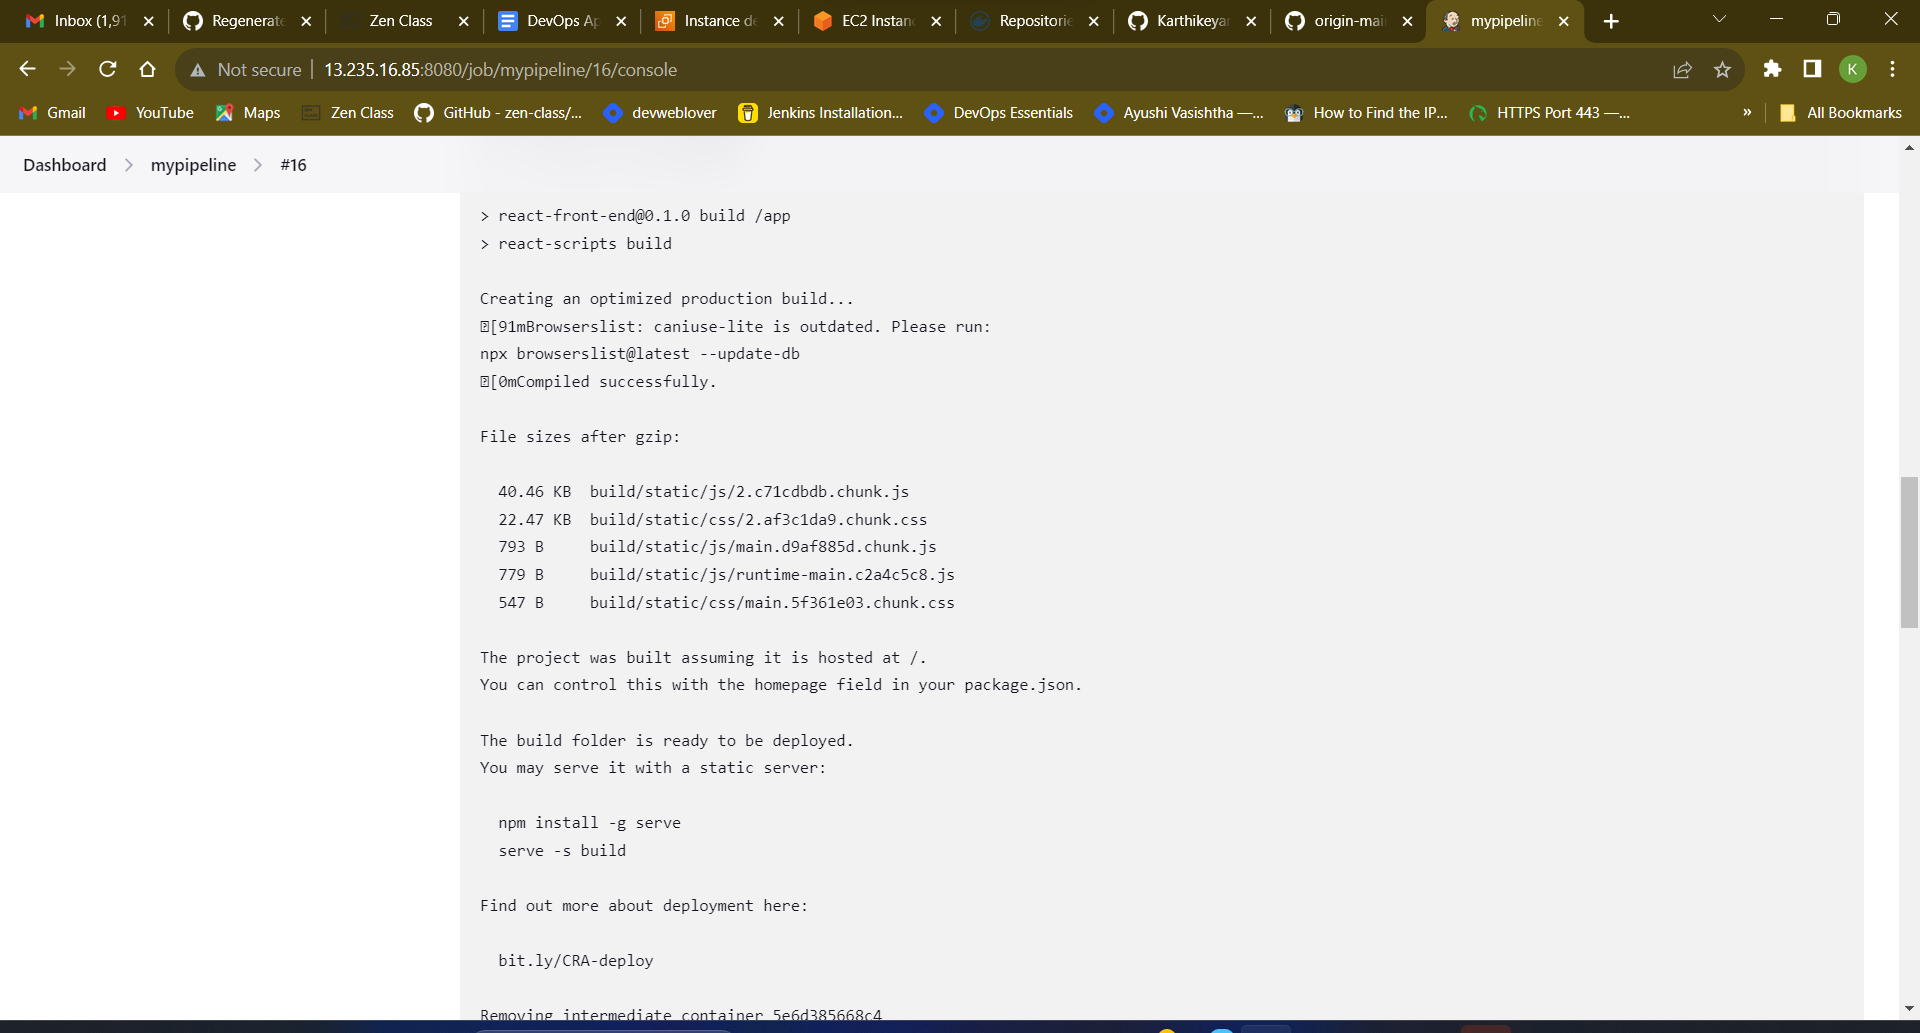 Inbox (1,91
Regenerate
Zen Class
DevOps Ap
Instance de
EC2 Instan
Repositorie
Karthikeyan
origin-mai
mypipeline
Not secure
13.235.16.85:8080/job/mypipeline/16/console
K
Gmail
YouTube
Maps
Zen Class
GitHub - zen-class/...
devweblover
Jenkins Installation...
DevOps Essentials
Ayushi Vasishtha —...
How to Find the IP...
HTTPS Port 443 —...
»
All Bookmarks
Dashboard > mypipeline > #16
> react-front-end@0.1.0 build /app
> react-scripts build
Creating an optimized production build...
[91mBrowserslist: caniuse-lite is outdated. Please run:
npx browserslist@latest --update-db
[0mCompiled successfully.
File sizes after gzip:
40.46 KB build/static/js/2.c71cdbdb.chunk.js
22.47 KB build/static/css/2.af3c1da9.chunk.css
793 B build/static/js/main.d9af885d.chunk.js
779 B build/static/js/runtime-main.c2a4c5c8.js
547 B build/static/css/main.5f361e03.chunk.css
The project was built assuming it is hosted at /.
You can control this with the homepage field in your package.json.
The build folder is ready to be deployed.
You may serve it with a static server:
npm install -g serve
serve -s build
Find out more about deployment here:
bit.ly/CRA-deploy
Removing intermediate container 5e6d385668c4